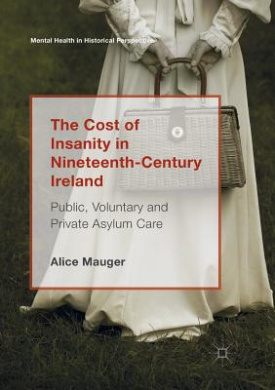 Mental Health in Historical Perspective
The Cost of
Insanity in
Nineteenth-Century
Ireland
Public, Voluntary and
Private Asylum Care
Alice Mauger